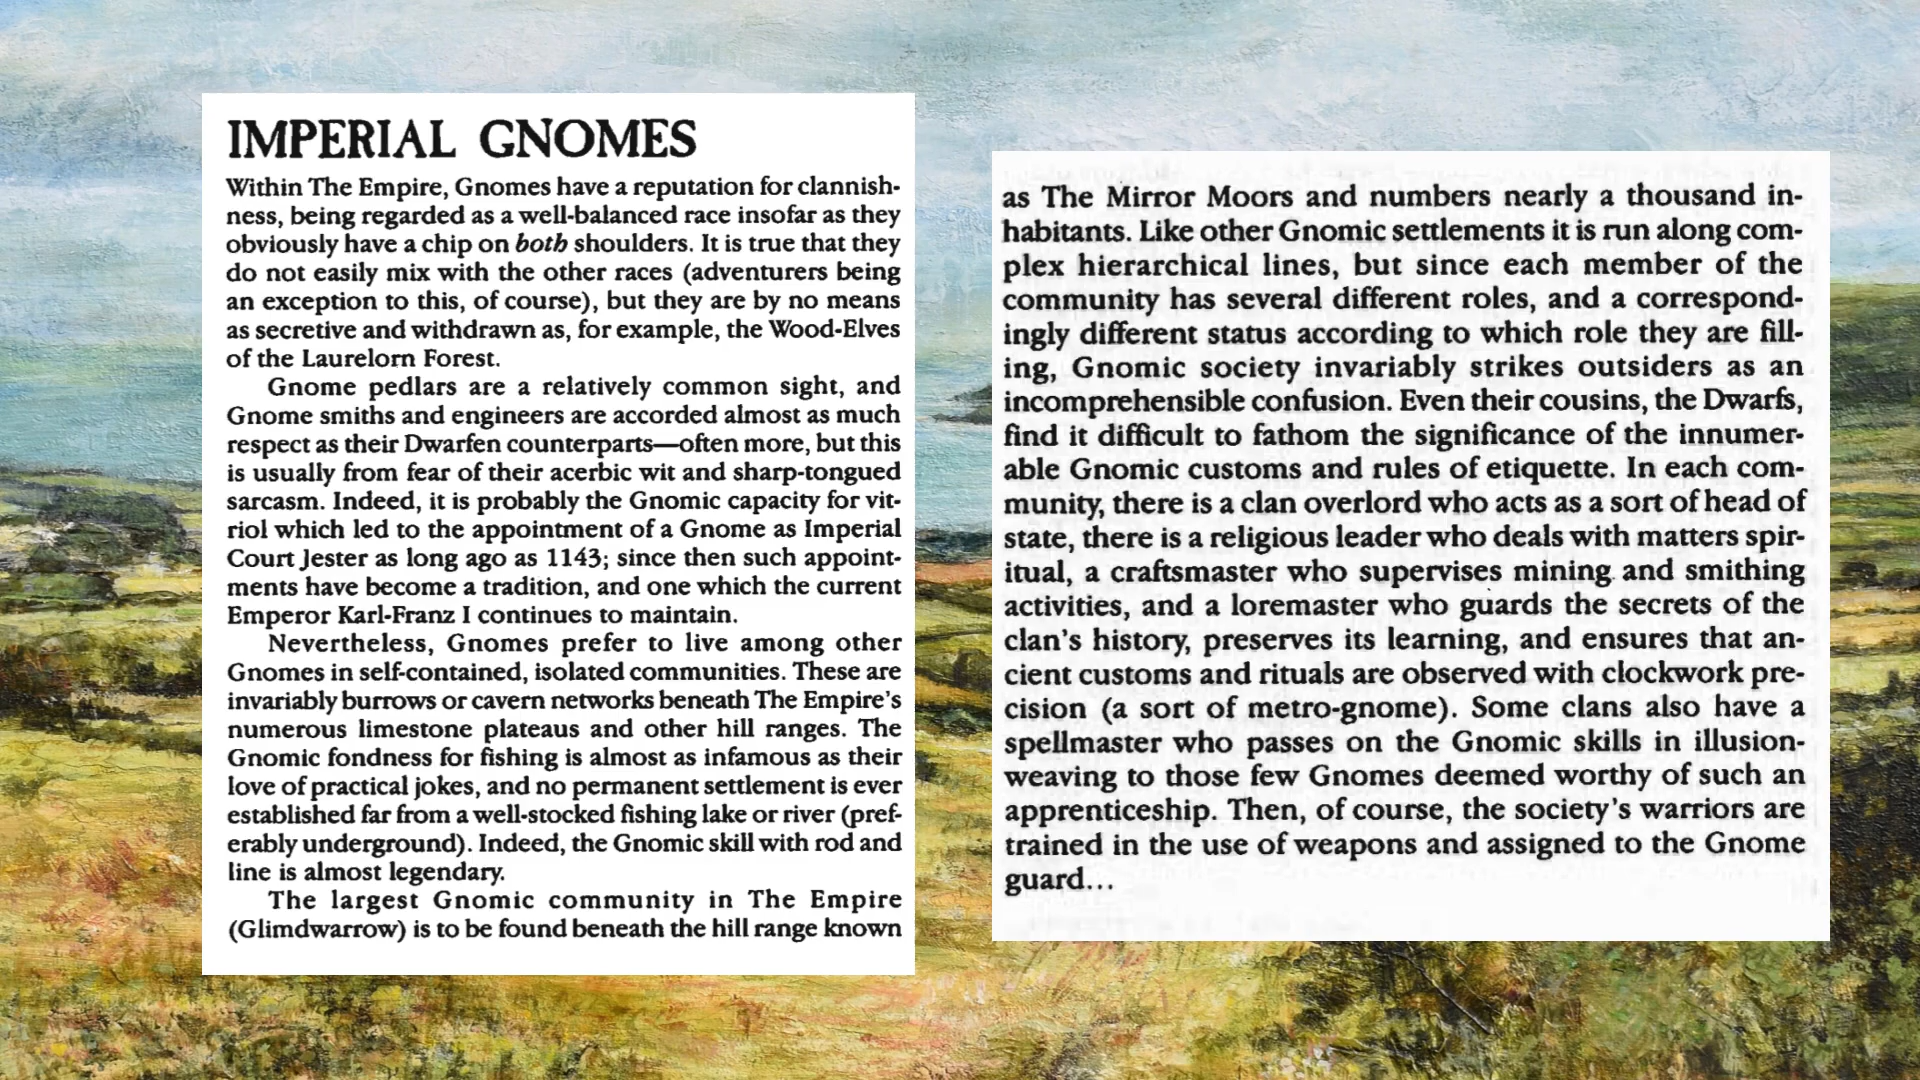 IMPERIAL GNOMES
Within The Empire, Gnomes have a reputation for clannish-
ness, being regarded as a well-balanced race insofar as they
obviously have a chip on both shoulders. It is true that they
do not easily mix with the other races (adventurers being
an exception to this, of course), but they are by no means
as secretive and withdrawn as, for example, the Wood-Elves
of the Laurelorn Forest.
Gnome pedlars are a relatively common sight, and
Gnome smiths and engineers are accorded almost as much
respect as their Dwarfen counterparts—often more, but this
is usually from fear of their acerbic wit and sharp-tongued
sarcasm. Indeed, it is probably the Gnomic capacity for vit-
riol which led to the appointment of a Gnome as Imperial
Court Jester as long ago as 1143; since then such appoint-
ments have become a tradition, and one which the current
Emperor Karl-Franz I continues to maintain.
Nevertheless, Gnomes prefer to live among other
Gnomes in self-contained, isolated communities. These are
invariably burrows or cavern networks beneath The Empire's
numerous limestone plateaus and other hill ranges. The
Gnomic fondness for fishing is almost as infamous as their
love of practical jokes, and no permanent settlement is ever
established far from a well-stocked fishing lake or river (pref-
erably underground). Indeed, the Gnomic skill with rod and
line is almost legendary.
The largest Gnomic community in The Empire
(Glimdwarrow) is to be found beneath the hill range known
as The Mirror Moors and numbers nearly a thousand in-
habitants. Like other Gnomic settlements it is run along com-
plex hierarchical lines, but since each member of the
community has several different roles, and a correspond-
ingly different status according to which role they are fill-
ing, Gnomic society invariably strikes outsiders as an
incomprehensible confusion. Even their cousins, the Dwarfs,
find it difficult to fathom the significance of the innumer-
able Gnomic customs and rules of etiquette. In each com-
munity, there is a clan overlord who acts as a sort of head of
state, there is a religious leader who deals with matters spir-
itual, a craftsmaster who supervises mining and smithing
activities, and a loremaster who guards the secrets of the
clan's history, preserves its learning, and ensures that an-
cient customs and rituals are observed with clockwork pre-
cision (a sort of metro-gnome). Some clans also have a
spellmaster who passes on the Gnomic skills in illusion-
weaving to those few Gnomes deemed worthy of such an
apprenticeship. Then, of course, the society's warriors are
trained in the use of weapons and assigned to the Gnome
guard...